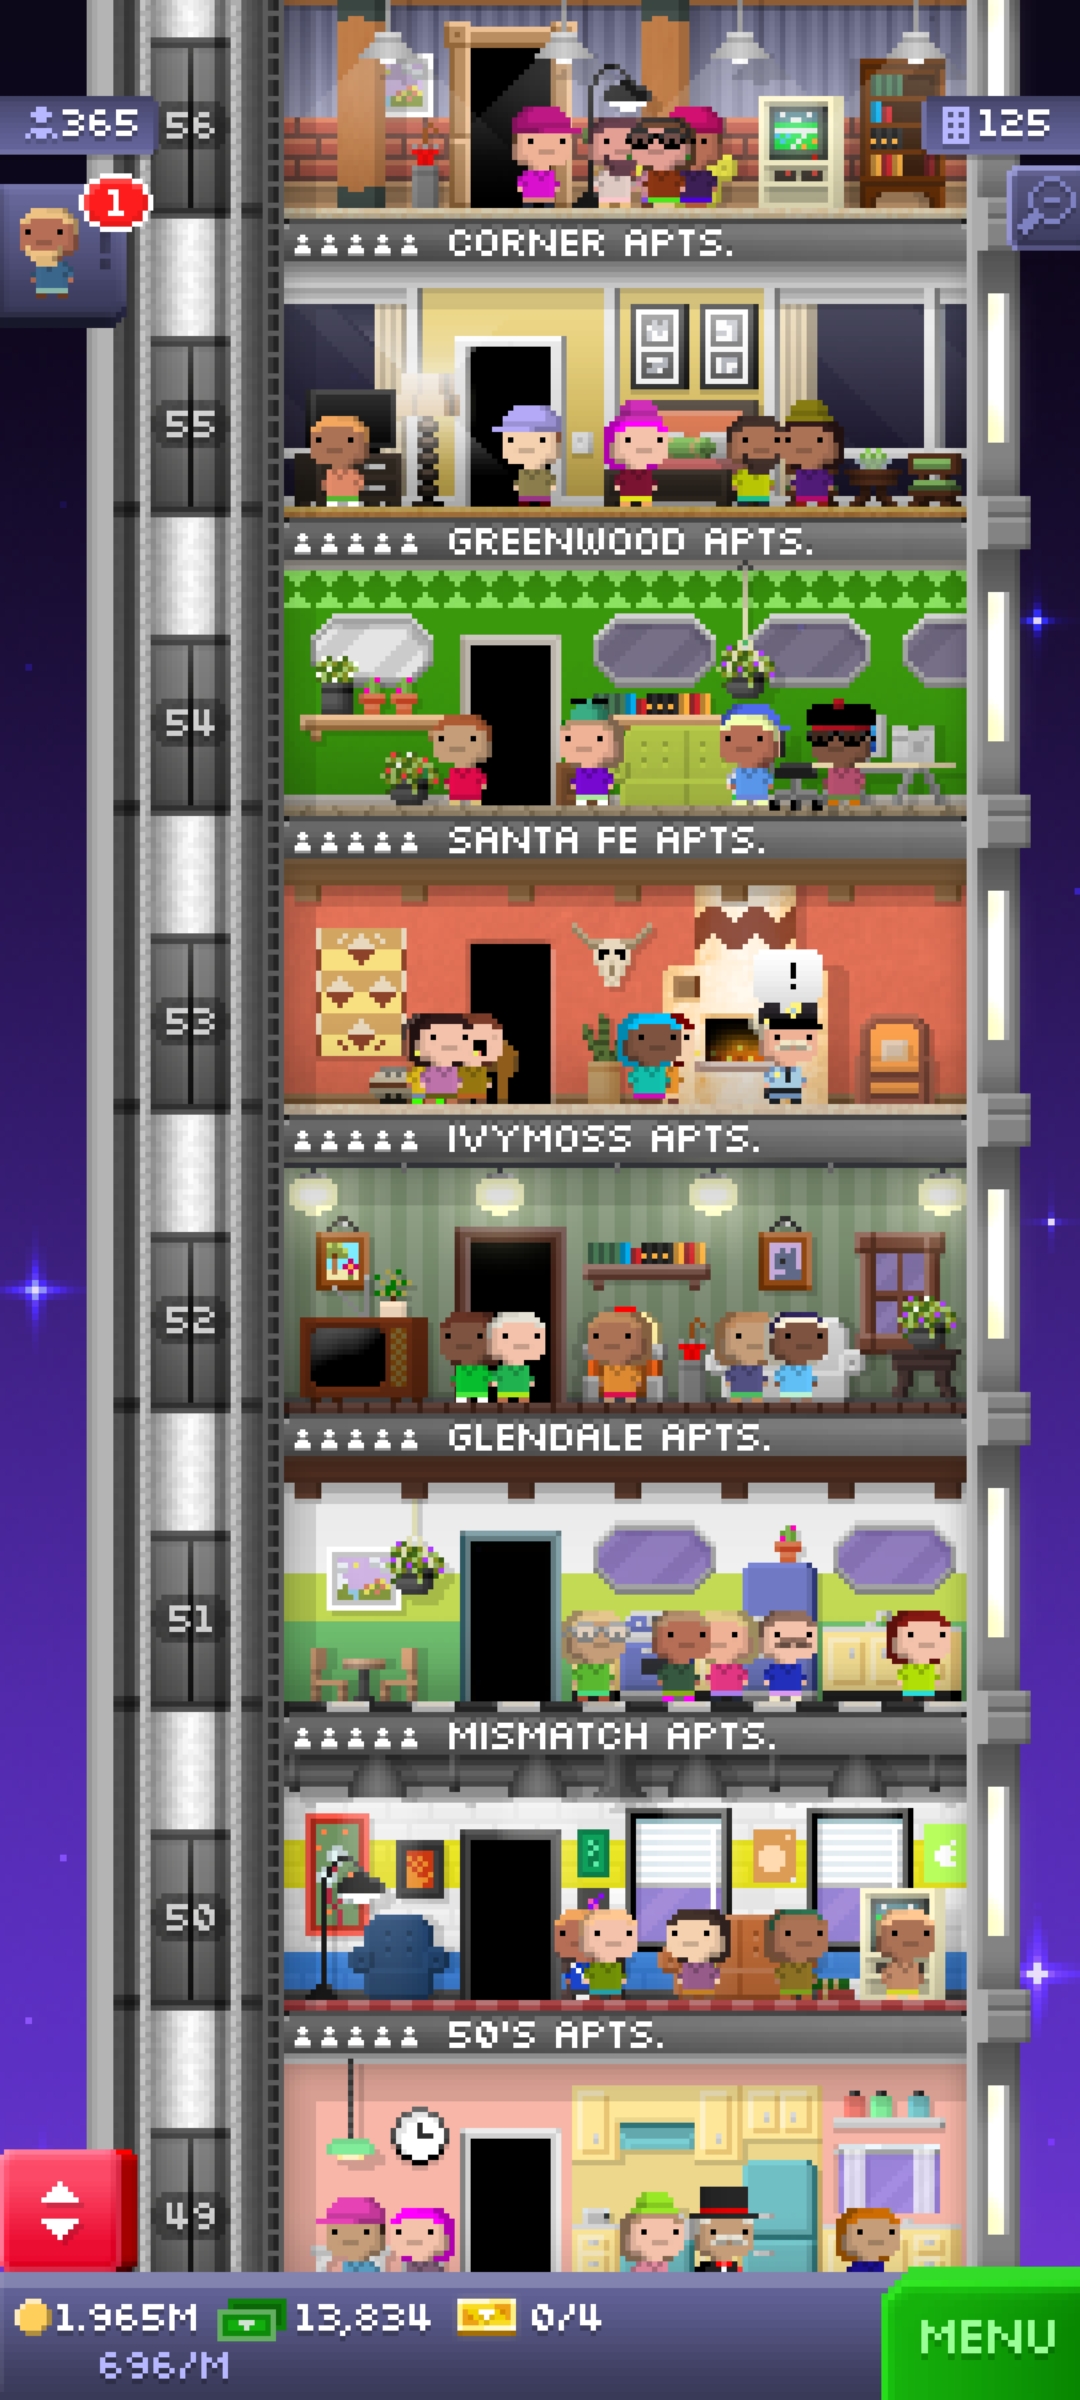 365
56
125
1
CORNER APTS.
55
GREENWOOD APTS.
54
SANTA FE APTS.
!
53
IVYMOSS APTS.
52
GLENDALE APTS.
51
MISMATCH APTS.
50
50'S APTS.
49
1.965M 13,834 0/4
696/M
MENU